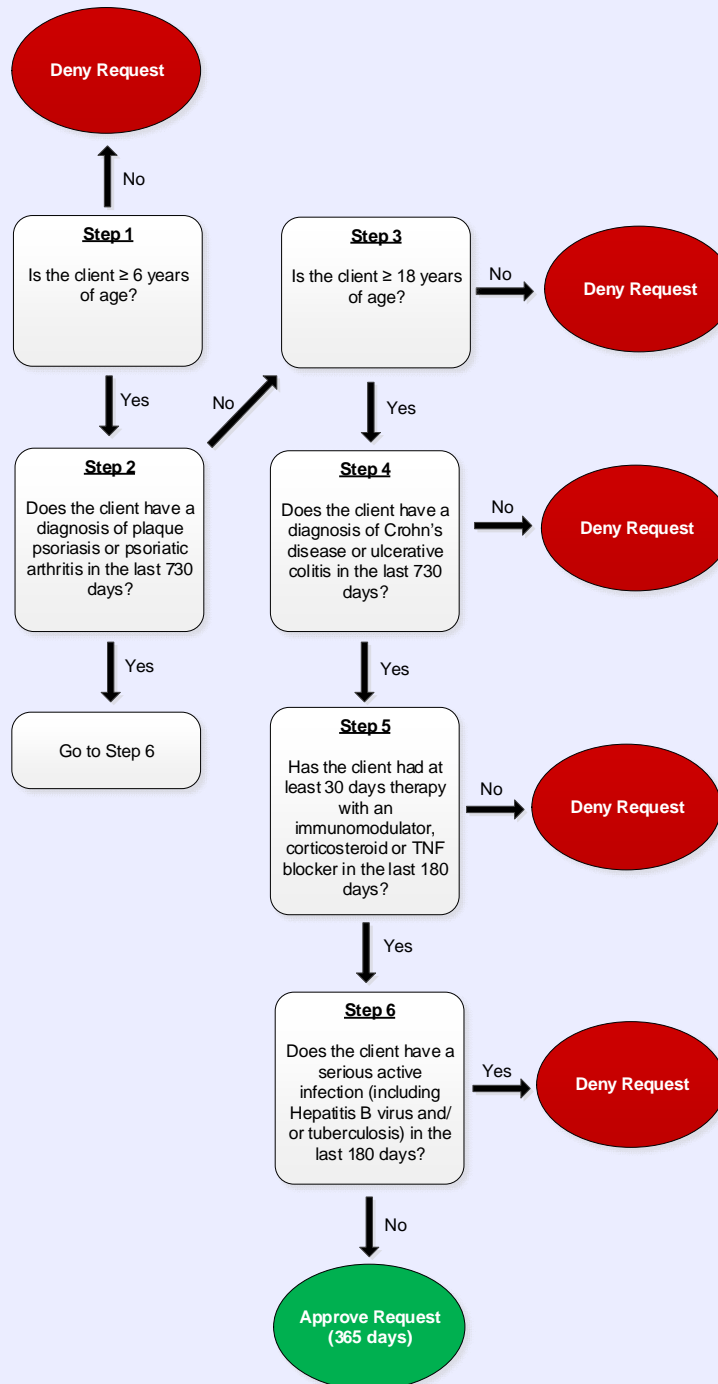 Deny Request
No
Step 1
Is the client ≥ 6 years
of age?
Yes
No
Step 2
Does the client have a
diagnosis of plaque
psoriasis or psoriatic
arthritis in the last 730
days?
Yes
Go to Step 6
Step 3
Is the client ≥ 18 years
of age?
No
Deny Request
Yes
Step 4
Does the client have a
diagnosis of Crohn’s
disease or ulcerative
colitis in the last 730
days?
No
Deny Request
Yes
Step 5
Has the client had at
least 30 days therapy
with an
immunomodulator,
corticosteroid or TNF
blocker in the last 180
days?
No
Deny Request
Yes
Step 6
Does the client have a
serious active
infection (including
Hepatitis B virus and/
or tuberculosis) in the
last 180 days?
Yes
Deny Request
No
Approve Request
(365 days)